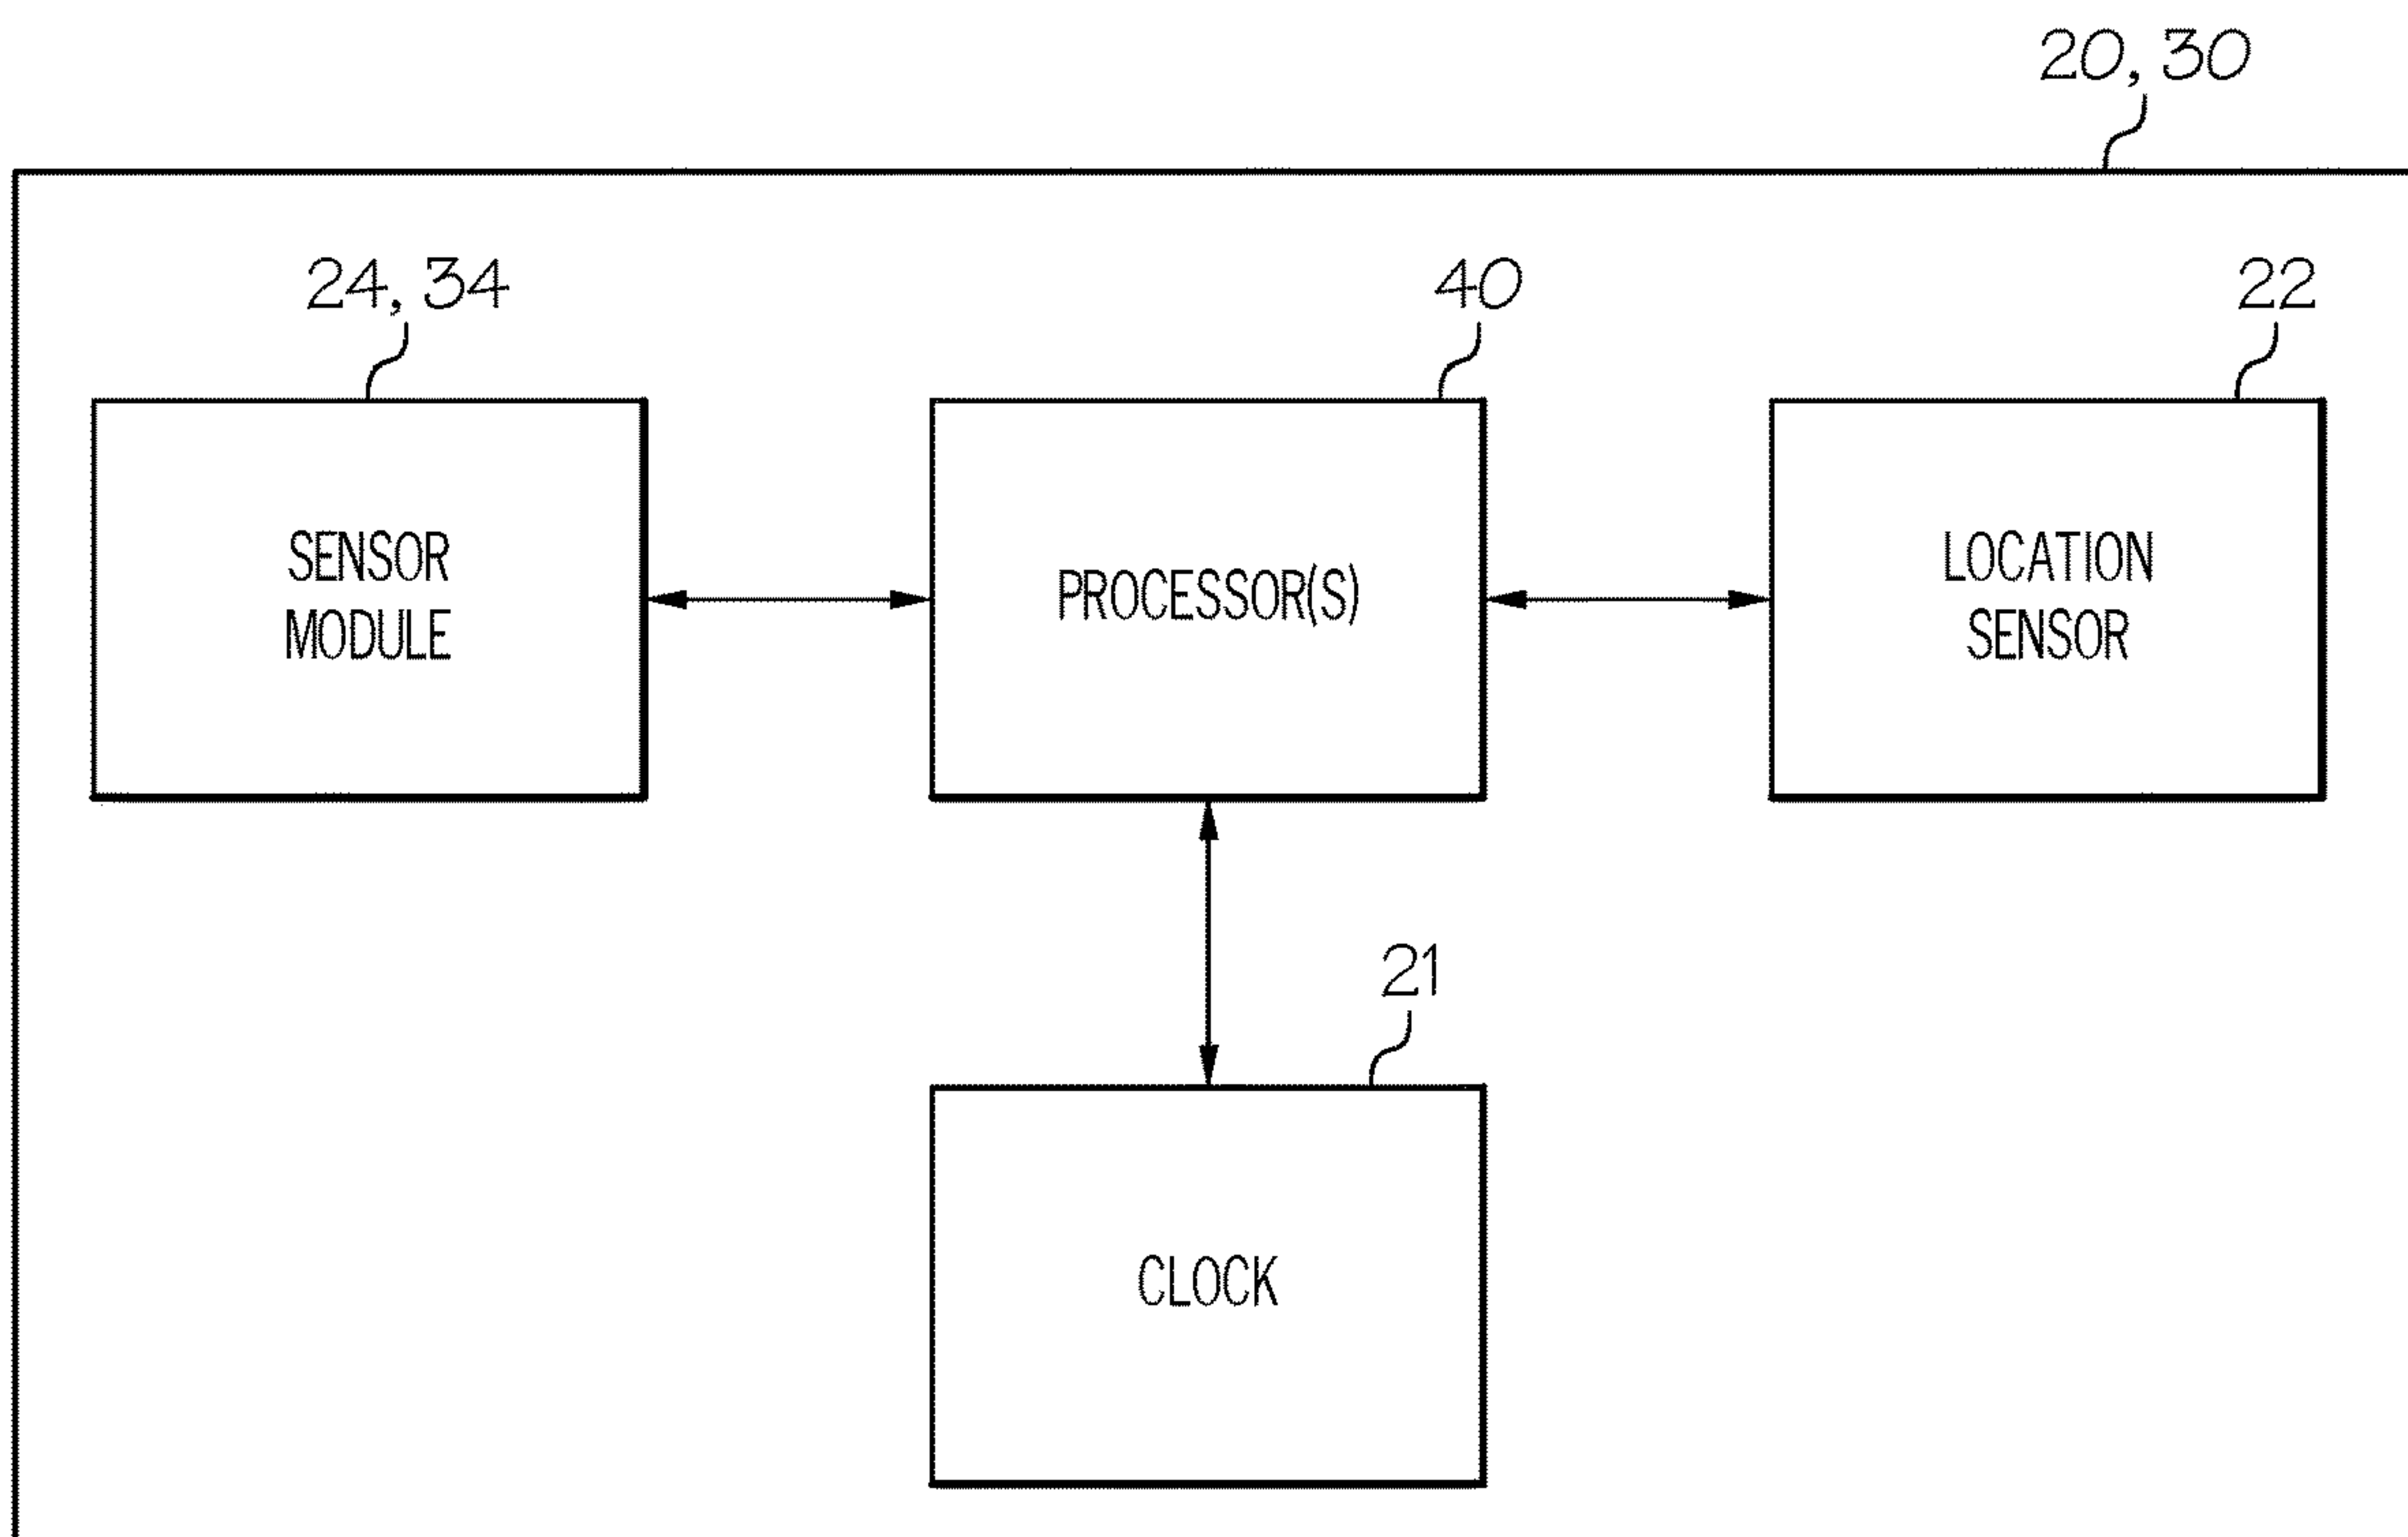 20, 30
24, 34
40
22
SENSOR
MODULE
PROCESSOR(S)
LOCATION
SENSOR
21
CLOCK